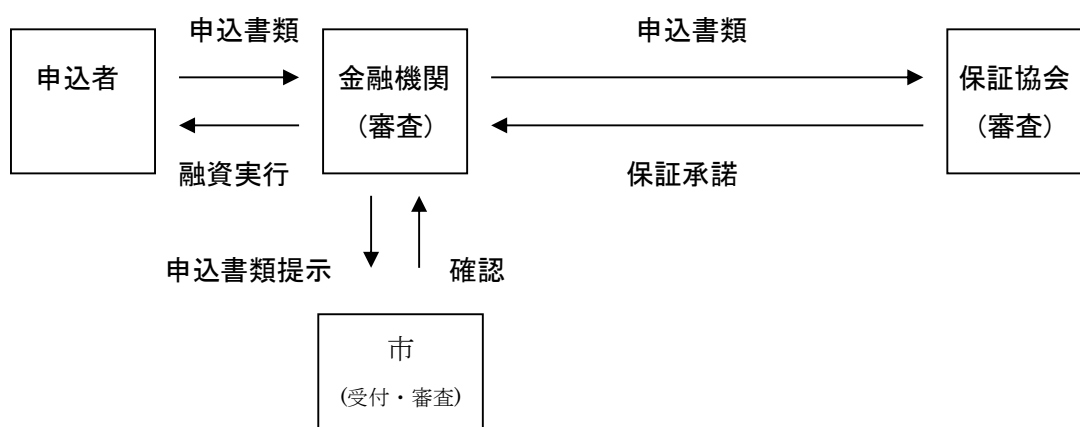 申込書類
申込書類
申込者
金融機関
（審査）
保証協会
（審査）
融資実行
保証承諾
申込書類提示
確認
市
(受付・審査)